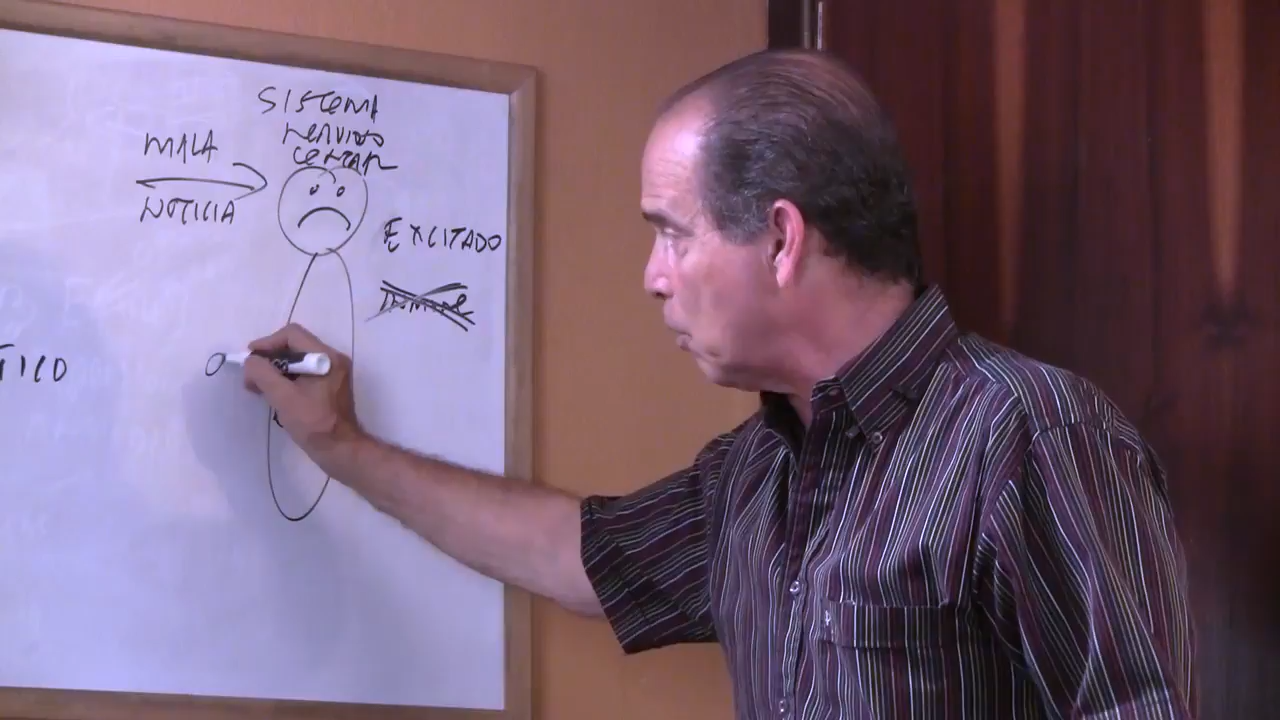 SISTEMA
NERVIOSO
CENTRAL
MALA
NOTICIA
EXCITADO
TICO